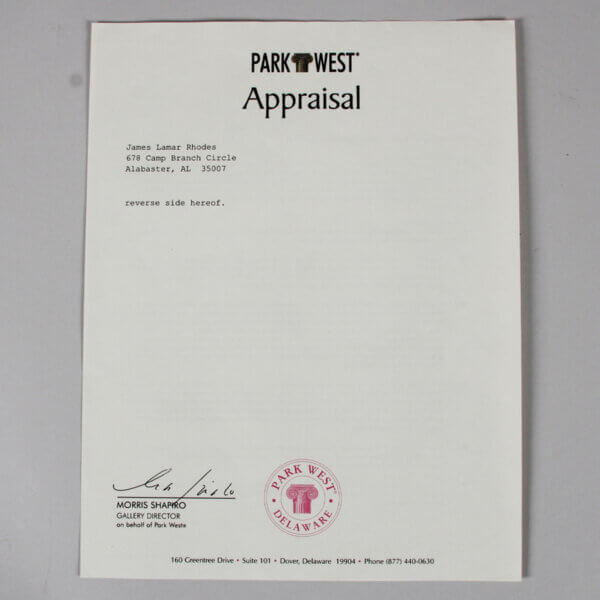 PARK WEST®
Appraisal
James Lamar Rhodes
678 Camp Branch Circle
Alabaster, AL 35007
reverse side hereof.
MORRIS SHAPIRO
GALLERY DIRECTOR
on behalf of Park Weste
PARK WEST®
• DELAWARE •
160 Greentree Drive • Suite 101 • Dover, Delaware 19904 • Phone (877) 440-0630